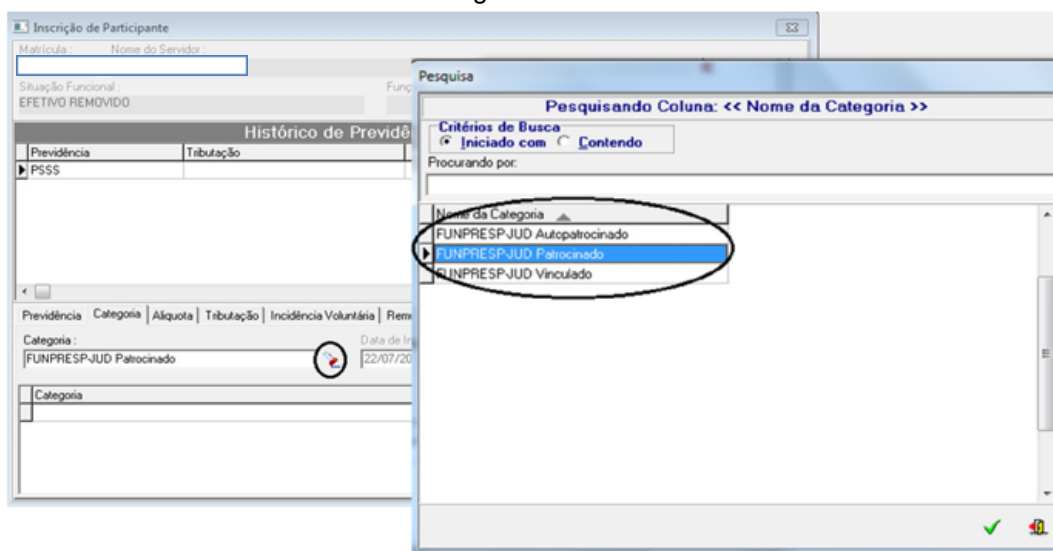 Inscrição de Participante
Matrícula : Nome do Servidor :
Situação Funcional :
EFETIVO REMOVIDO
Histórico de Previdê
Previdência Tributação
PSSS
Previdência Categoria Aliquota Tributação Incidência Voluntária
Categoria : Data de In
FUNPRESP-JUD Patrocinado 22/07/20
Categoria
Pesquisa
Pesquisando Coluna: << Nome da Categoria >>
Critérios de Busca
Iniciado com Contendo
Procurando por:
Nome da Categoria
FUNPRESP-JUD Autopatrocinado
FUNPRESP-JUD Patrocinado
FUNPRESP-JUD Vinculado